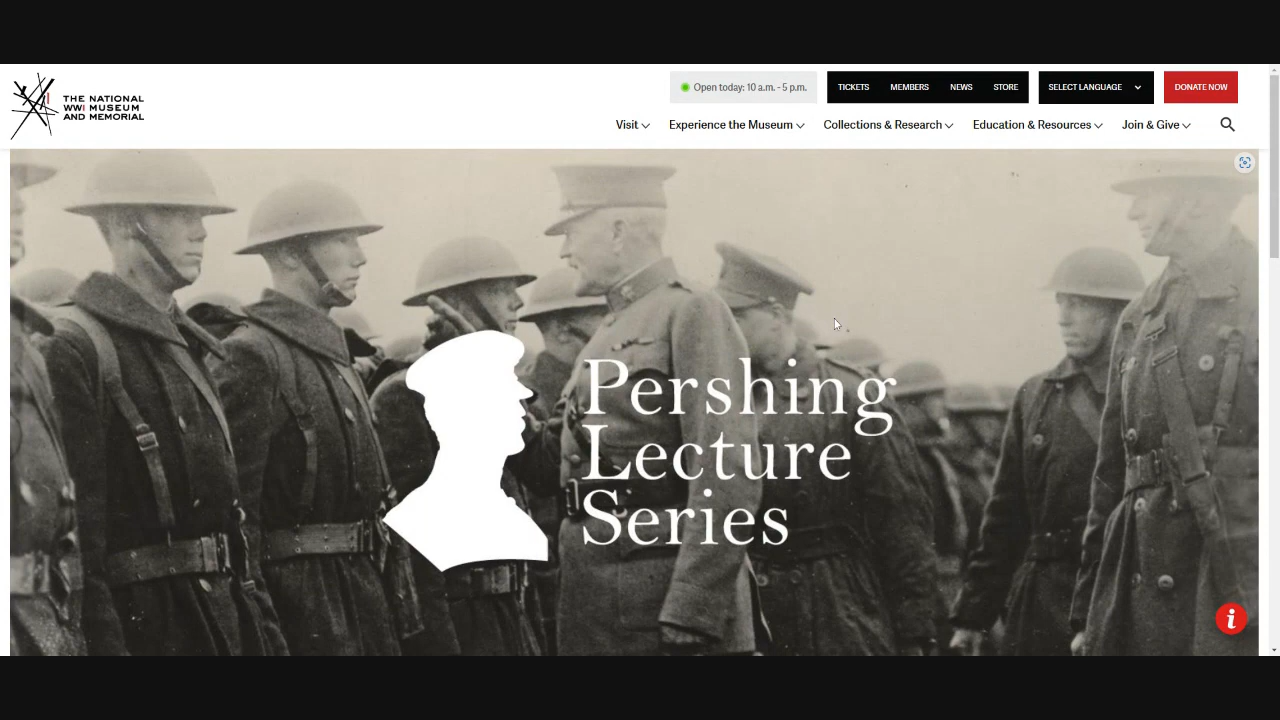 THE NATIONAL
WWI MUSEUM
AND MEMORIAL
Open today: 10 a.m. - 5 p.m.
TICKETS
MEMBERS
NEWS
STORE
SELECT LANGUAGE
DONATE NOW
Visit
Experience the Museum
Collections & Research
Education & Resources
Join & Give
Pershing
Lecture
Series
i